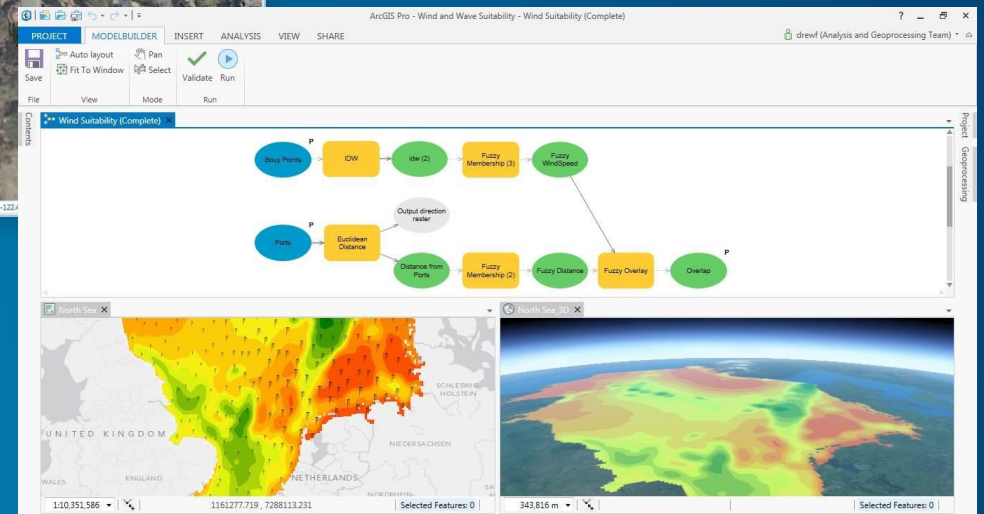 ArcGIS Pro - Wind and Wave Suitability - Wind Suitability (Complete)
PROJECT MODELBUILDER INSERT ANALYSIS VIEW SHARE
drewf (Analysis and Geoprocessing Team)
Save
Auto layout
Fit To Window
Pan
Select
Validate
Run
File View Mode Run
Contents
Wind Suitability (Complete)
Project
Geoprocessing
P
Bouy Points
IDW
idw (2)
Fuzzy Membership (3)
Fuzzy WindSpeed
P
Ports
Euclidean Distance
Output direction raster
Distance from Ports
Fuzzy Membership (2)
Fuzzy Distance
Fuzzy Overlay
Overlap
P
North Sea
UNITED KINGDOM
WALES
ENGLAND
NETHERLANDS
SCHLESWIG-
HOLSTEIN
NIEDERSACHSEN
1:10,351,586
1161277.719 , 7288113.231
Selected Features: 0
North Sea_3D
343,816 m
Selected Features: 0